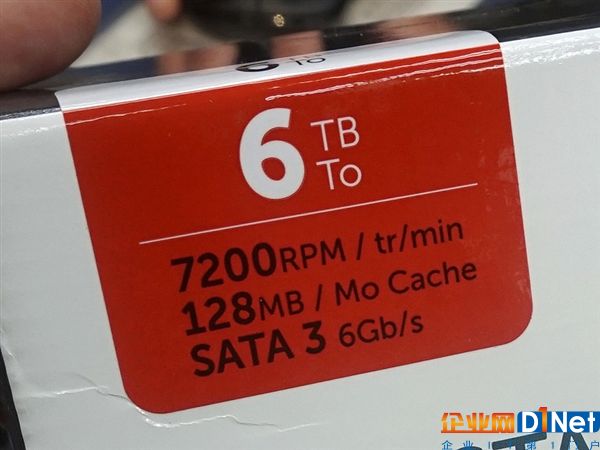 6 To
6 TB
To
7200RPM / tr/min
128MB / Mo Cache
SATA 3 6Gb/s
企业网D1Net